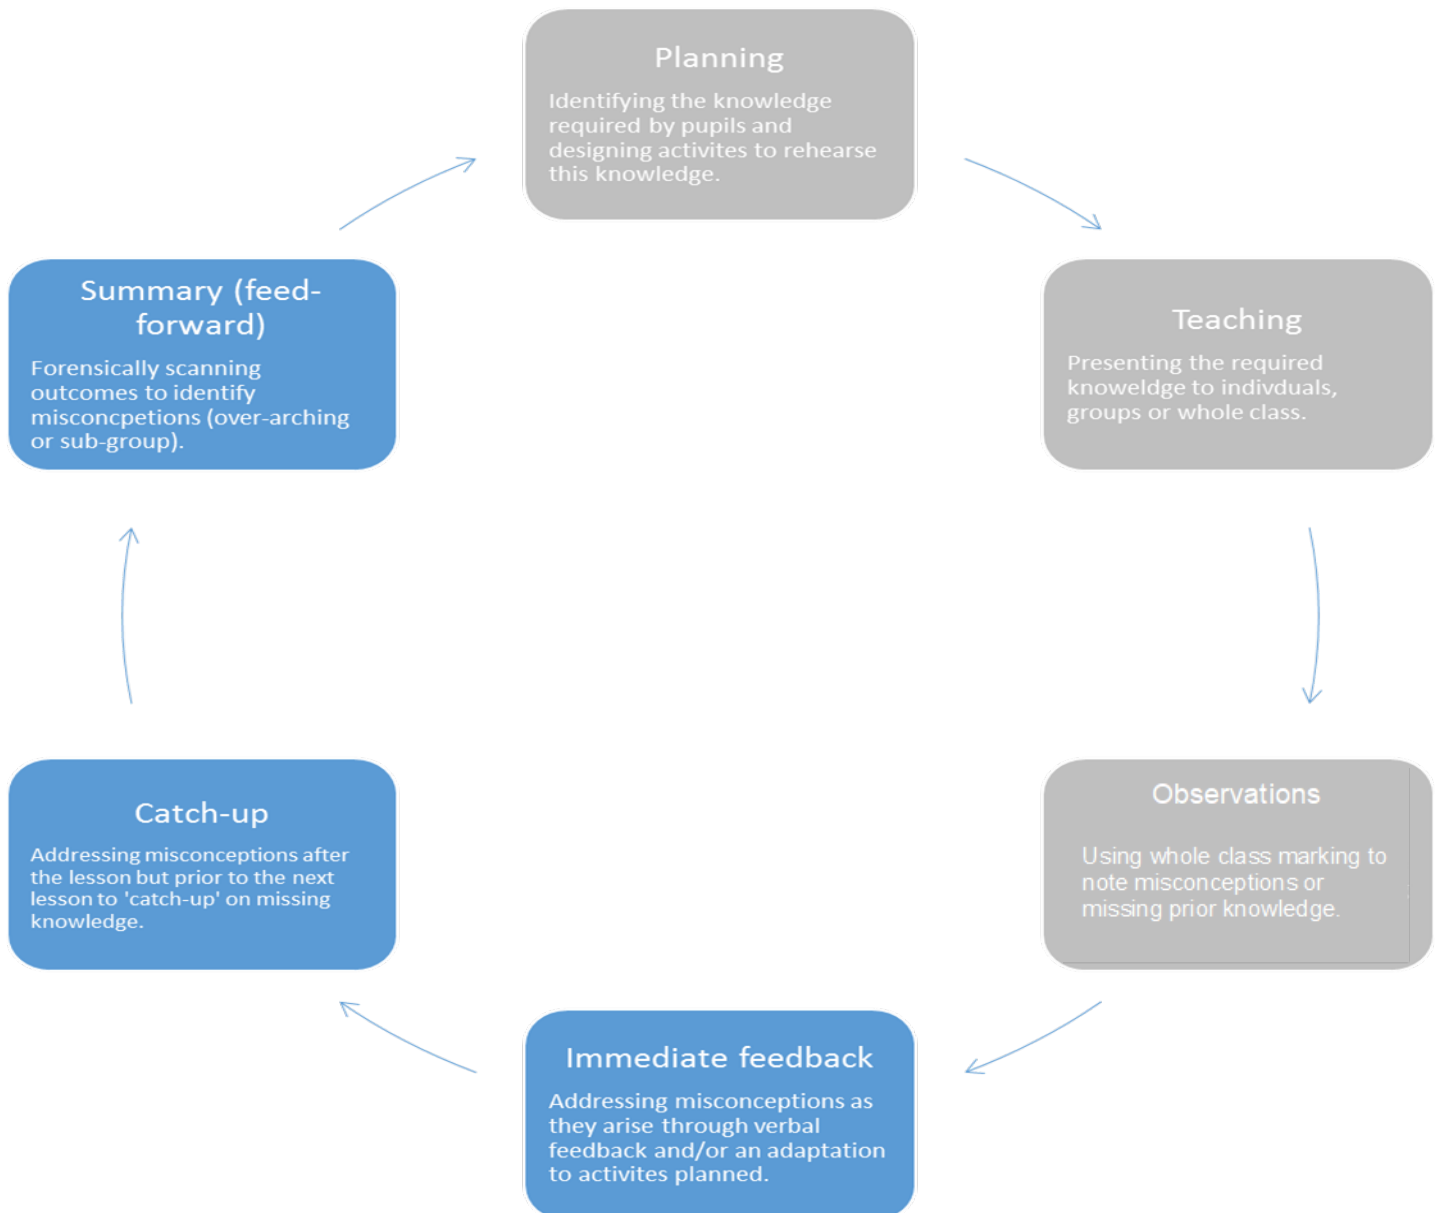 Planning
Identifying the knowledge
required by pupils and
designing activites to rehearse
this knowledge.
Teaching
Presenting the required
knoweldge to indivduals,
groups or whole class.
Observations
Using whole class marking to
note misconceptions or
missing prior knowledge.
Immediate feedback
Addressing misconceptions as
they arise through verbal
feedback and/or an adaptation
to activites planned.
Catch-up
Addressing misconceptions after
the lesson but prior to the next
lesson to 'catch-up' on missing
knowledge.
Summary (feed-
forward)
Forensically scanning
outcomes to identify
misconcpetions (over-arching
or sub-group).